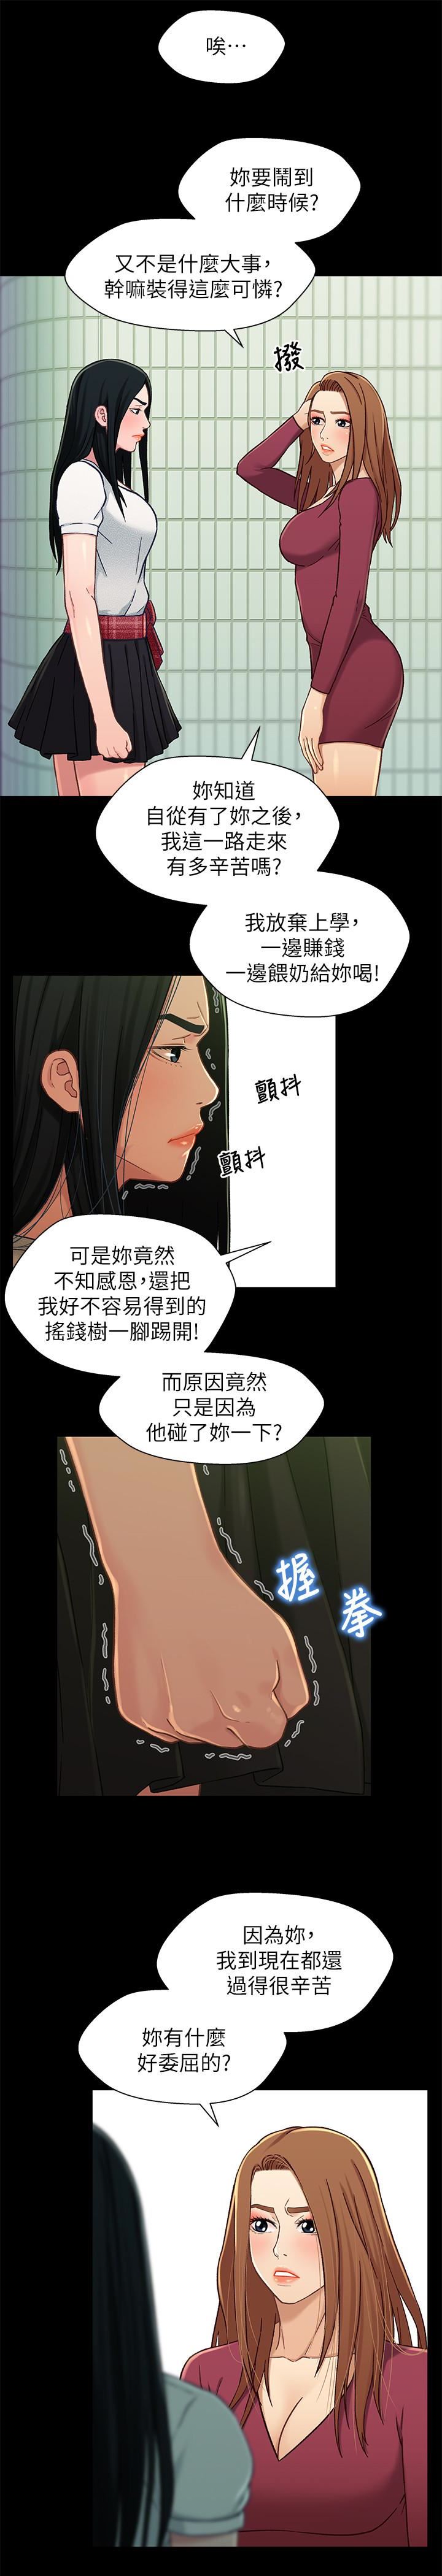 唉…
妳要鬧到
什麼時候?
又不是什麼大事,
幹嘛裝得這麼可憐?
撥
妳知道
自從有了妳之後,
我這一路走來
有多辛苦嗎?
我放棄上學,
一邊賺錢
一邊餵奶給妳喝!
顫抖
顫抖
可是妳竟然
不知感恩,還把
我好不容易得到的
搖錢樹一腳踢開!
而原因竟然
只是因為
他碰了妳一下?
握拳
因為妳,
我到現在都還
過得很辛苦
妳有什麼
好委屈的?